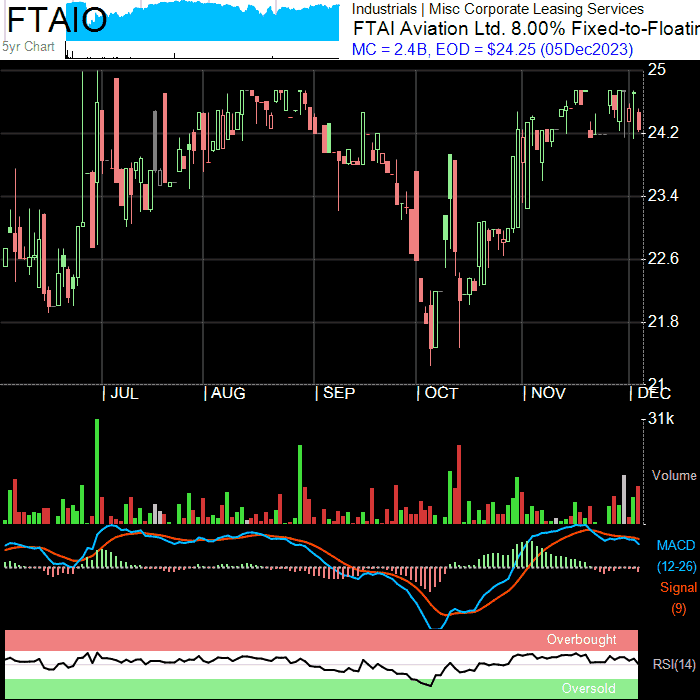 FTAIO
5yr Chart
Industrials | Misc Corporate Leasing Services
FTAI Aviation Ltd. 8.00% Fixed-to-Floatin
MC = 2.4B, EOD = $24.25 (05Dec2023)
25
24.2
23.4
22.6
21.8
21
JUL
AUG
SEP
OCT
NOV
DEC
31k
Volume
MACD
(12-26)
Signal
(9)
Overbought
RSI(14)
Oversold